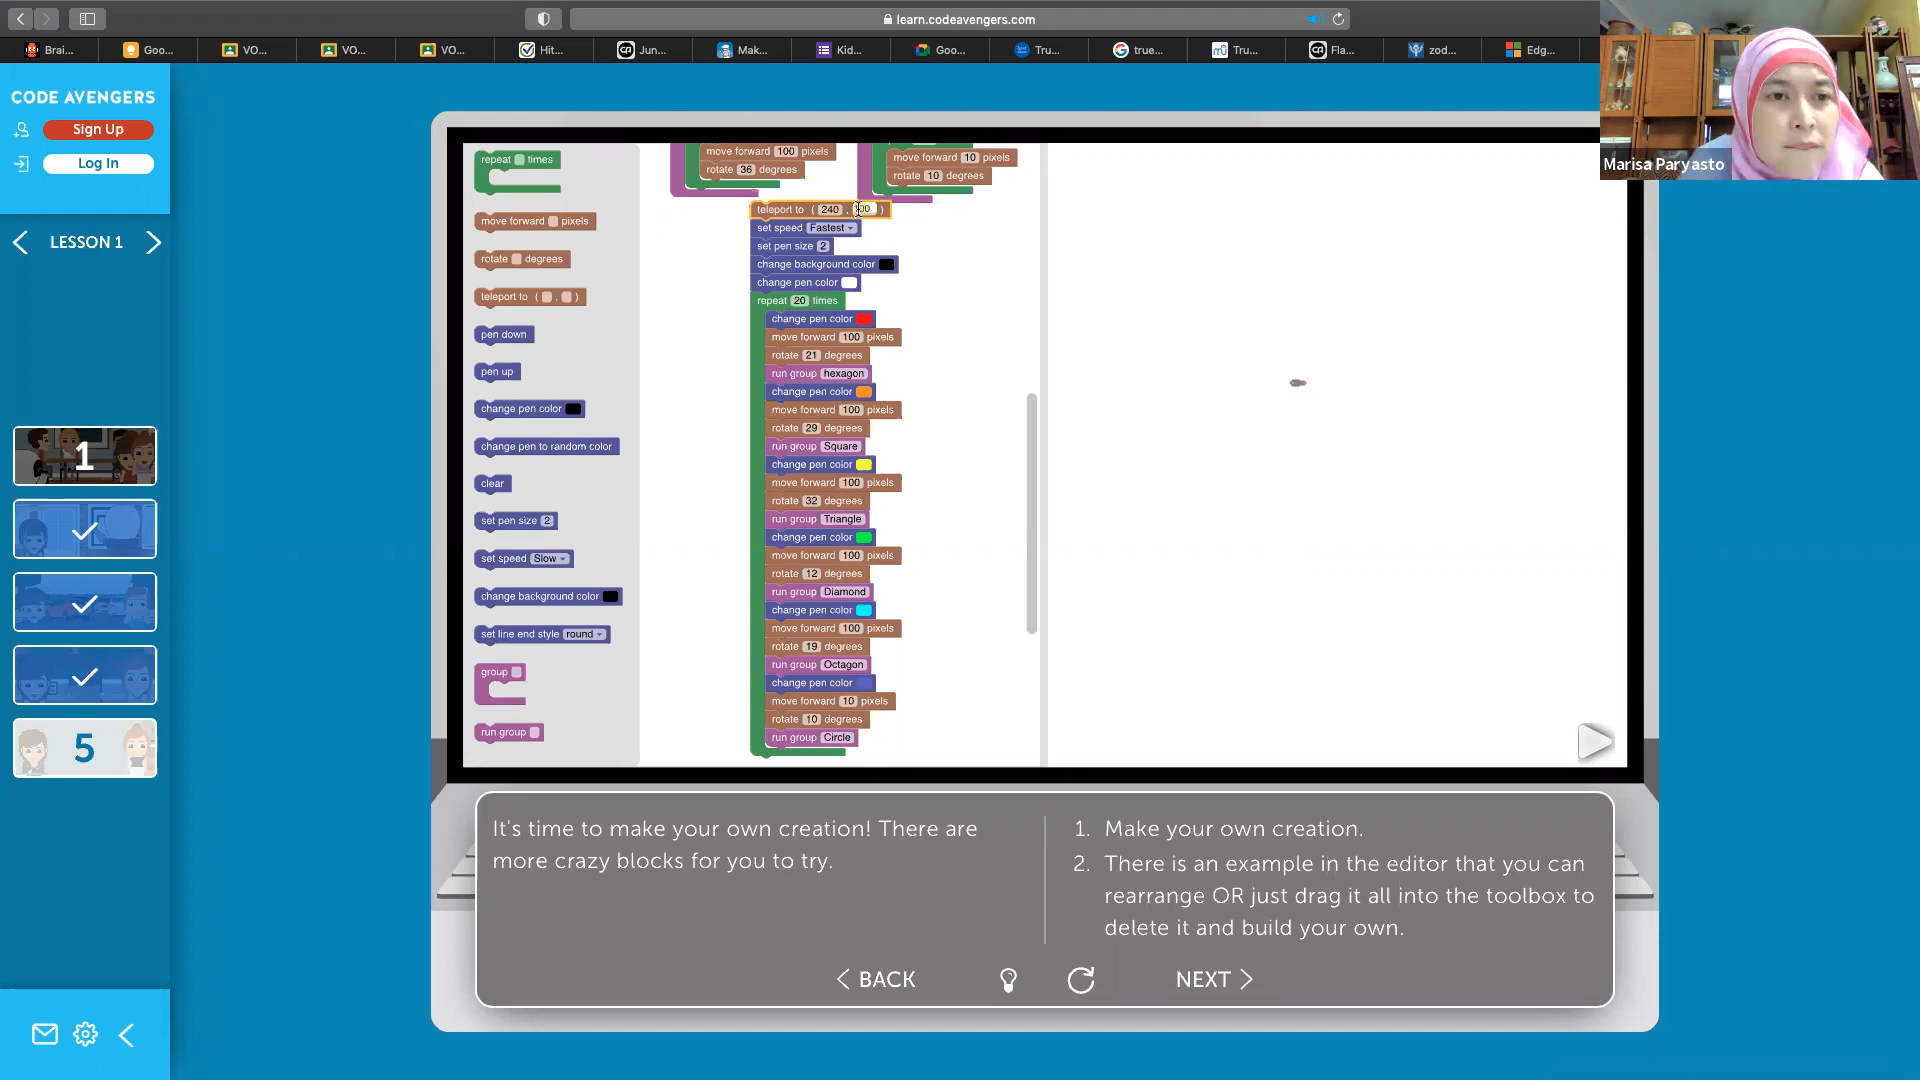 learn.codeavengers.com
Brai...
Goo...
VO...
VO...
VO...
Hit...
Jun...
Mak...
Kid...
Goo...
Tru...
true...
Tru...
Fla...
zod...
Edg...
CODE AVENGERS
Sign Up
Log In
LESSON 1
1
5
repeat times
move forward pixels
rotate degrees
teleport to ( , )
pen down
pen up
change pen color
change pen to random color
clear
set pen size 2
set speed Slow
change background color
set line end style round
group
run group
move forward 100 pixels
rotate 36 degrees
move forward 10 pixels
rotate 10 degrees
teleport to ( 240 , )
set speed Fastest
set pen size 2
change background color
change pen color
repeat 20 times
change pen color
move forward 100 pixels
rotate 21 degrees
run group hexagon
change pen color
move forward 100 pixels
rotate 29 degrees
run group Square
change pen color
move forward 100 pixels
rotate 32 degrees
run group Triangle
change pen color
move forward 100 pixels
rotate 12 degrees
run group Diamond
change pen color
move forward 100 pixels
rotate 19 degrees
run group Octagon
change pen color
move forward 10 pixels
rotate 10 degrees
run group Circle
Marisa Paryasto
It's time to make your own creation! There are
more crazy blocks for you to try.
1. Make your own creation.
2. There is an example in the editor that you can
rearrange OR just drag it all into the toolbox to
delete it and build your own.
BACK
NEXT